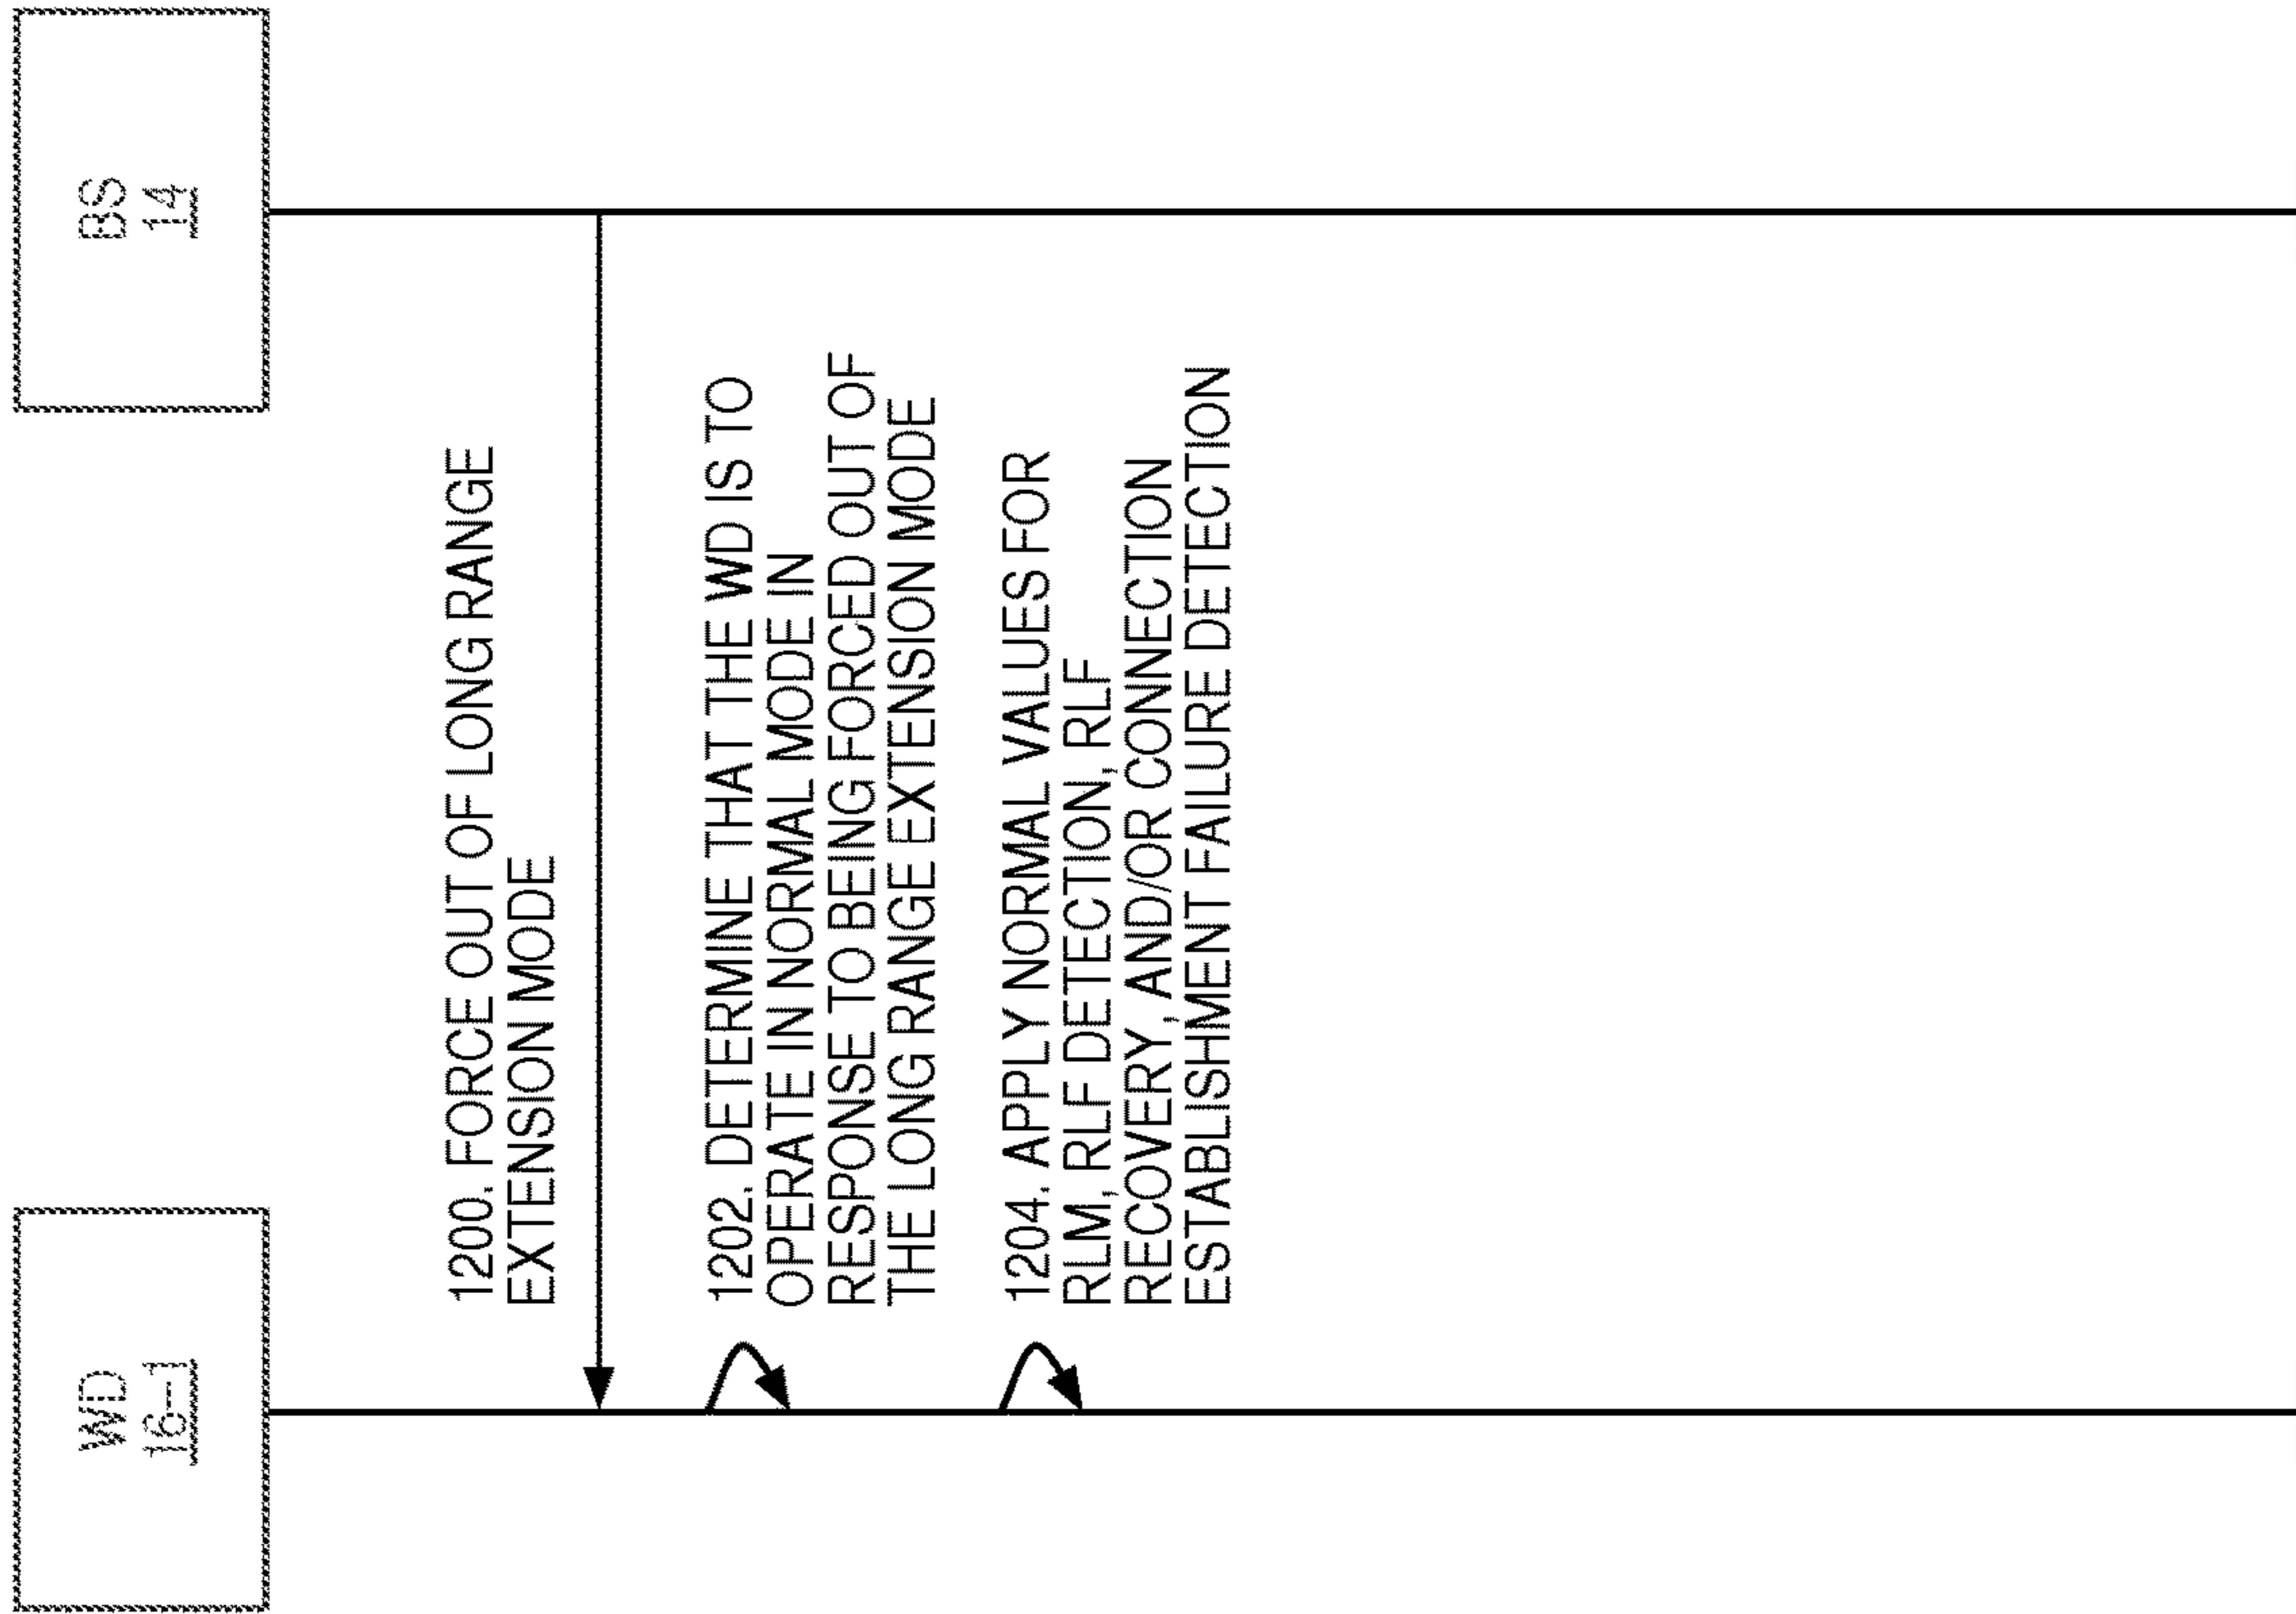 WD
16-1
BS
14
1200. FORCE OUT OF LONG RANGE
EXTENSION MODE
1202. DETERMINE THAT THE WD IS TO
OPERATE IN NORMAL MODE IN
RESPONSE TO BEING FORCED OUT OF
THE LONG RANGE EXTENSION MODE
1204. APPLY NORMAL VALUES FOR
RLM, RLF DETECTION, RLF
RECOVERY, AND/OR CONNECTION
ESTABLISHMENT FAILURE DETECTION